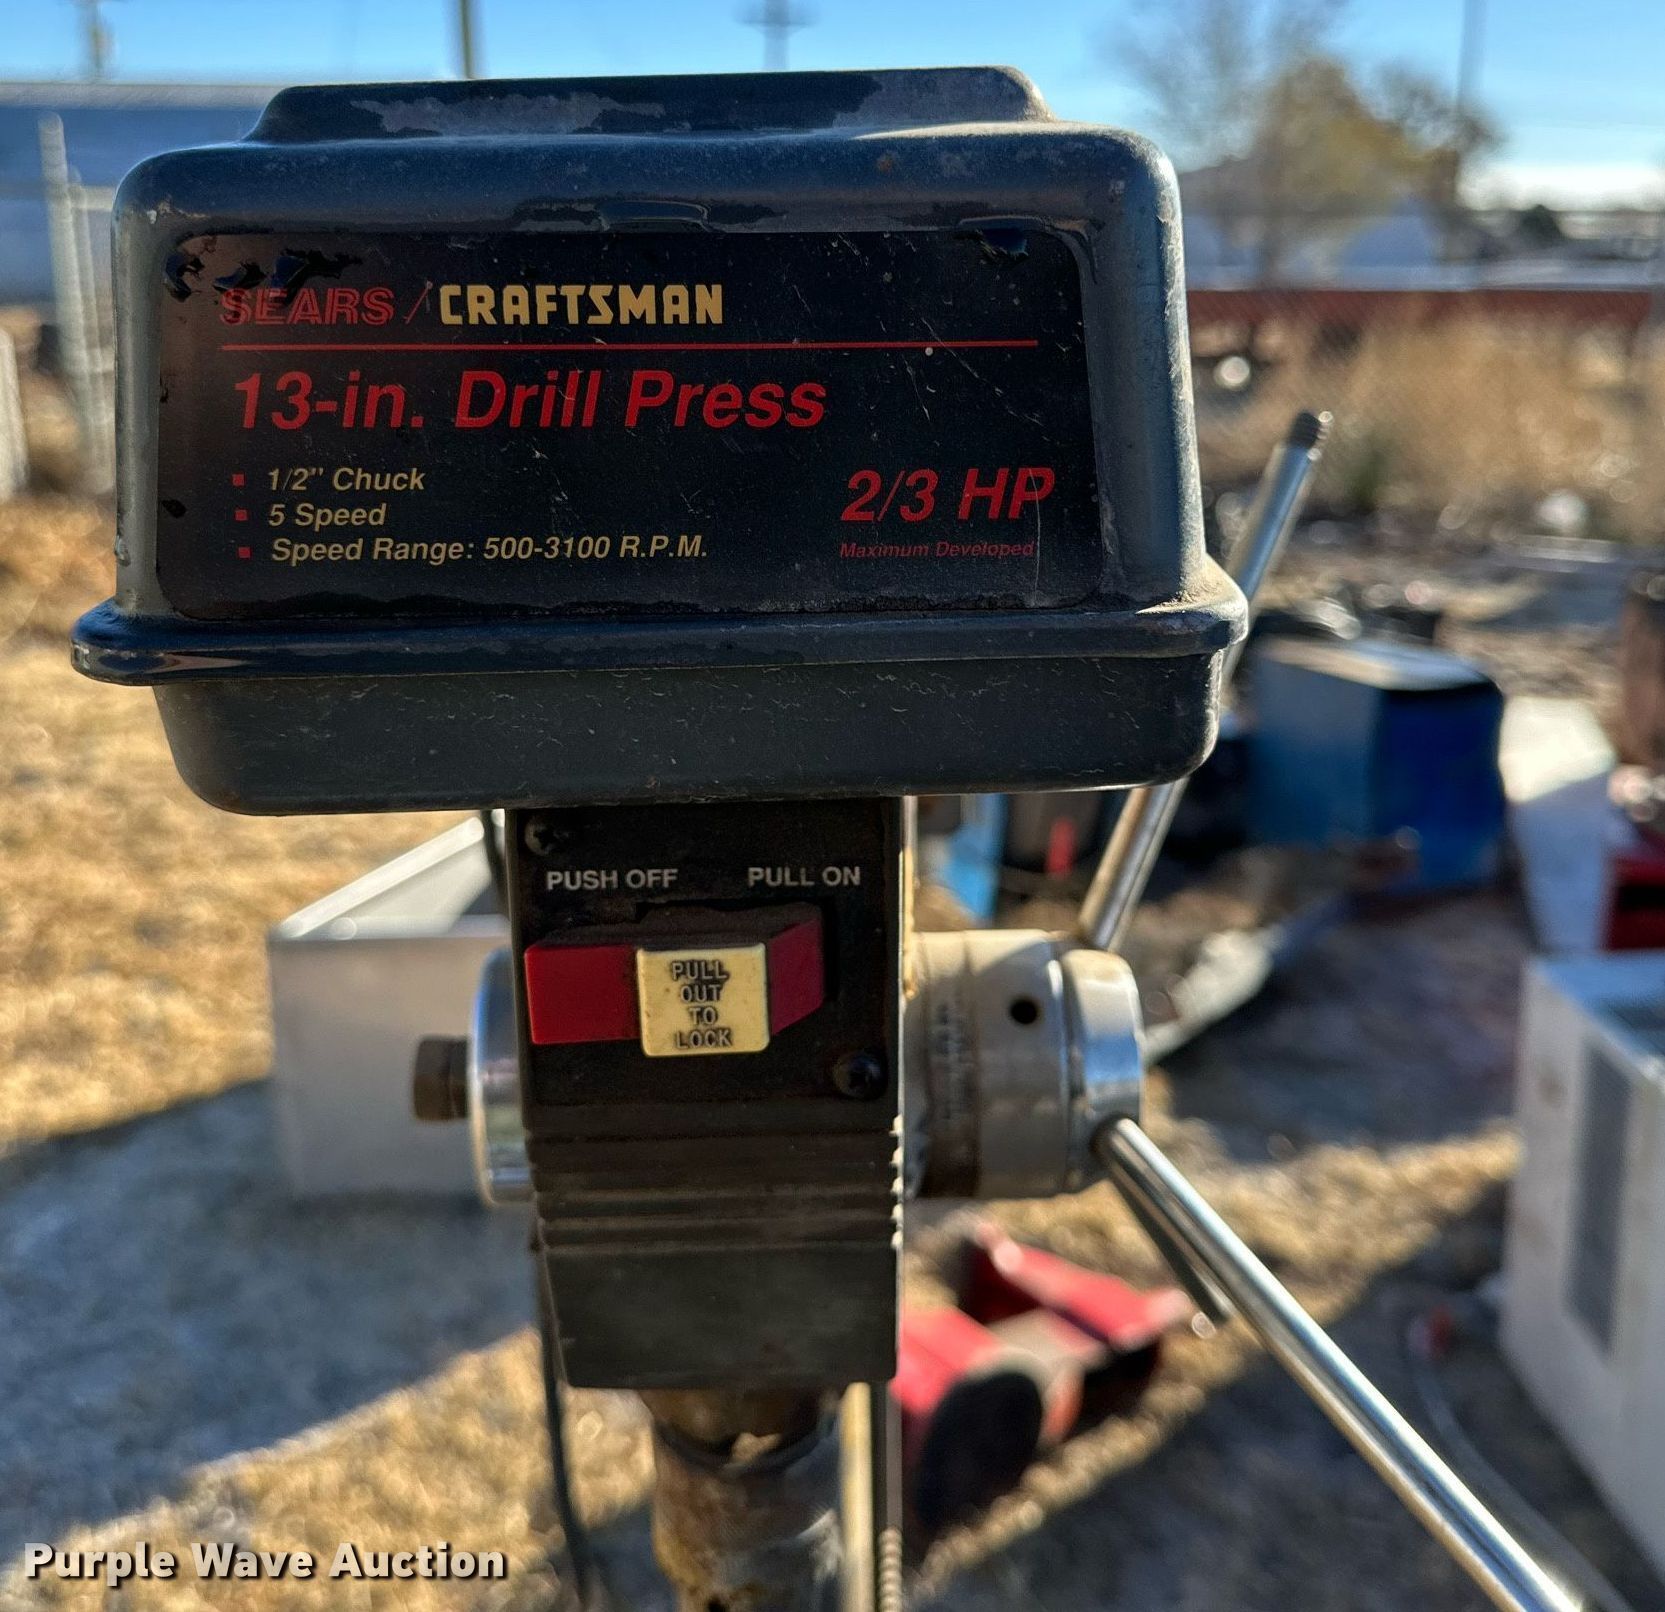 SEARS / CRAFTSMAN
13-in. Drill Press
1/2" Chuck
5 Speed
Speed Range: 500-3100 R.P.M.
2/3 HP
Maximum Developed
PUSH OFF PULL ON
PULL
OUT
TO
LOCK
Purple Wave Auction